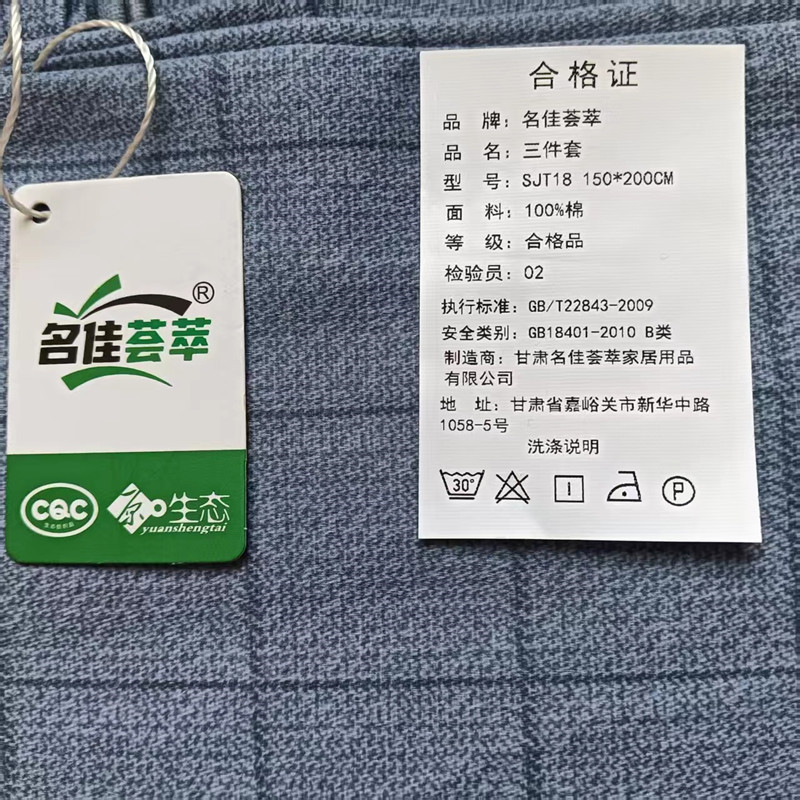 名佳荟萃®
CQC
原生态
yuanshengtai
合格证
品 牌：名佳荟萃
品 名：三件套
型 号：SJT18 150*200CM
面 料：100%棉
等 级：合格品
检验员：02
执行标准：GB/T22843-2009
安全类别：GB18401-2010 B类
制造商：甘肃名佳荟萃家居用品
有限公司
地 址：甘肃省嘉峪关市新华中路
1058-5号
洗涤说明
30°
P